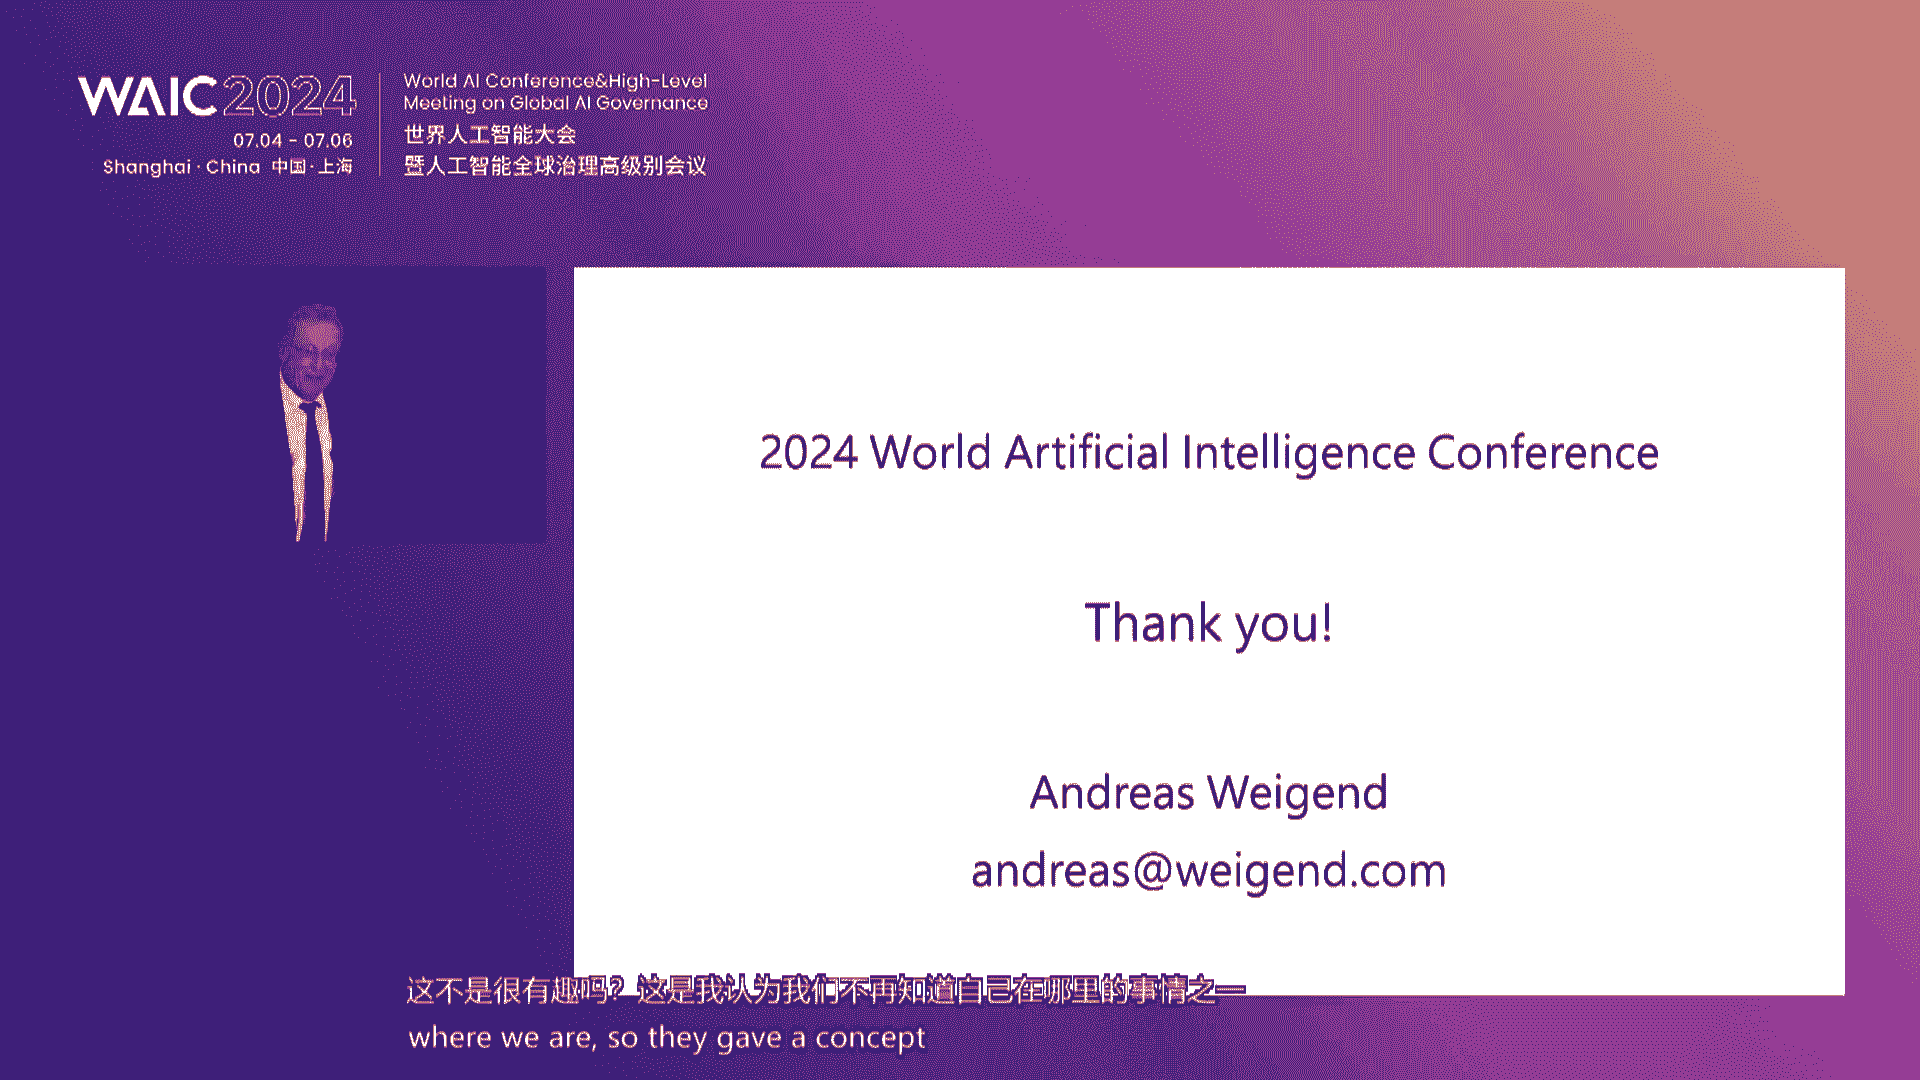 WAIC 2024
07.04 - 07.06
Shanghai · China 中国·上海
World AI Conference&High-Level
Meeting on Global AI Governance
世界人工智能大会
暨人工智能全球治理高级别会议
2024 World Artificial Intelligence Conference
Thank you!
Andreas Weigend
andreas@weigend.com
这不是很有趣吗？这是我认为我们不再知道自己在哪里的事情之一
where we are, so they gave a concept